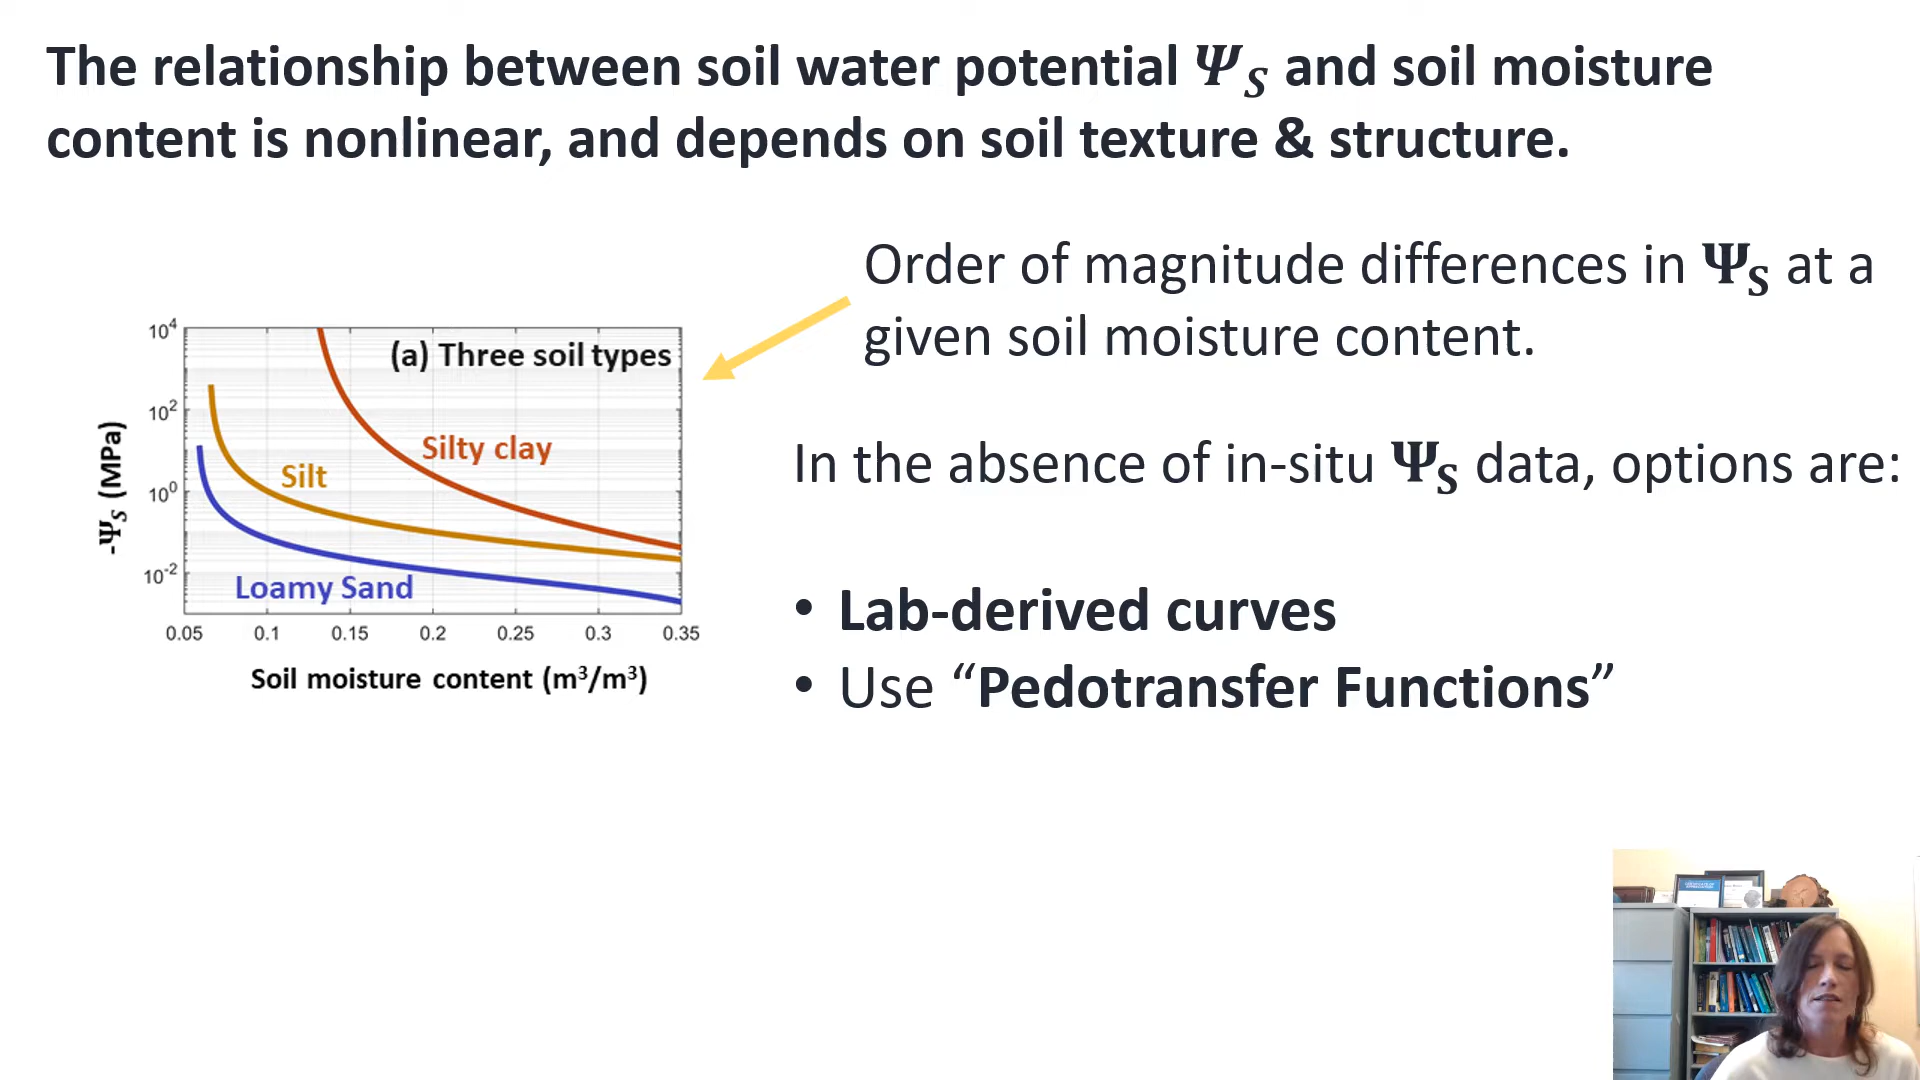 The relationship between soil water potential Ψ_S and soil moisture
content is nonlinear, and depends on soil texture & structure.
Order of magnitude differences in Ψ_S at a
given soil moisture content.
(a) Three soil types
Silty clay
Silt
Loamy Sand
-Ψ_S (MPa)
10⁴
10²
10⁰
10⁻²
0.05 0.1 0.15 0.2 0.25 0.3 0.35
Soil moisture content (m³/m³)
In the absence of in-situ Ψ_S data, options are:
• Lab-derived curves
• Use “Pedotransfer Functions”